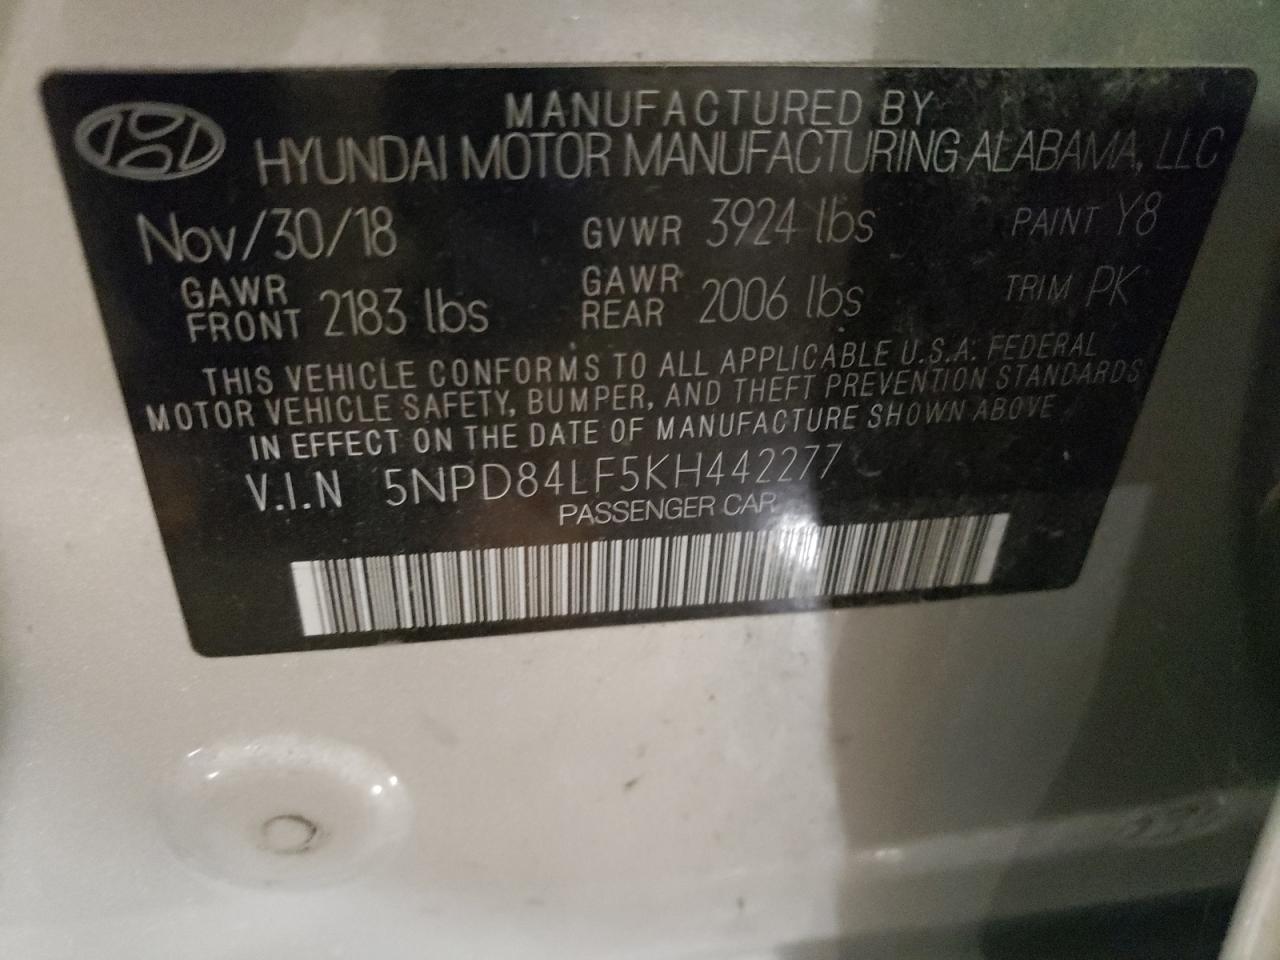 MANUFACTURED BY
HYUNDAI MOTOR MANUFACTURING ALABAMA, LLC
Nov/30/18 GVWR 3924 lbs PAINT Y8
GAWR FRONT 2183 lbs GAWR REAR 2006 lbs TRIM PK
THIS VEHICLE CONFORMS TO ALL APPLICABLE U.S.A. FEDERAL
MOTOR VEHICLE SAFETY, BUMPER, AND THEFT PREVENTION STANDARDS
IN EFFECT ON THE DATE OF MANUFACTURE SHOWN ABOVE
V.I.N 5NPD84LF5KH442277
PASSENGER CAR